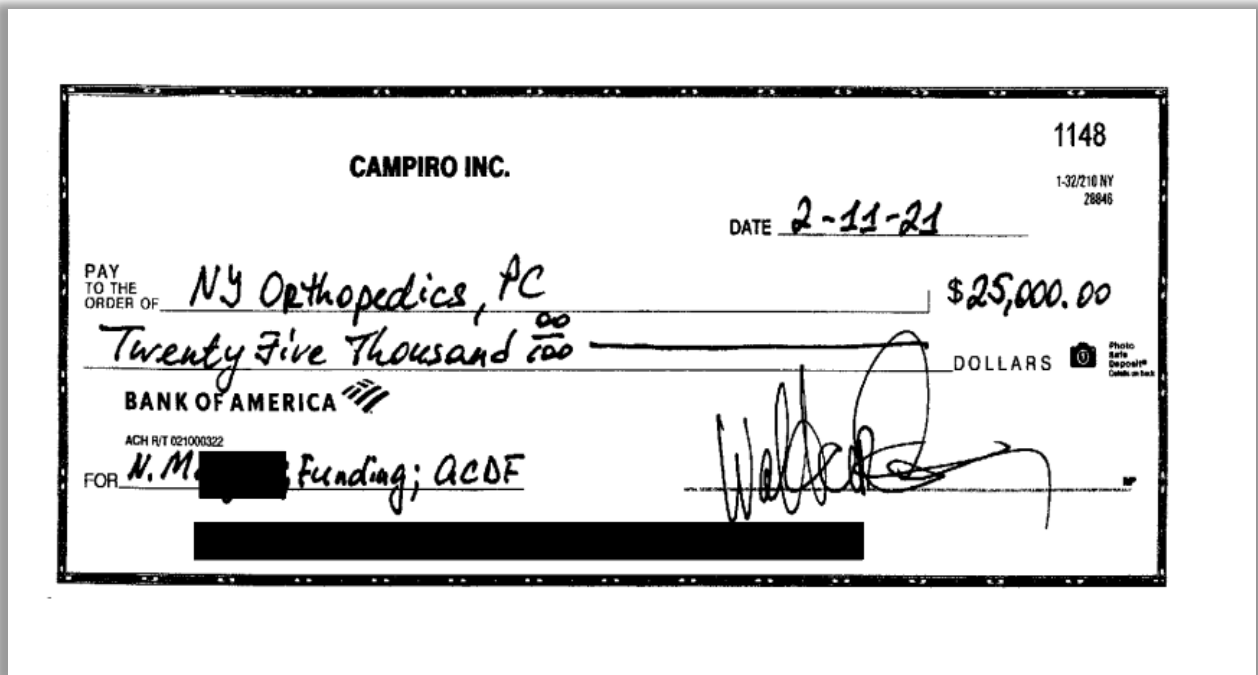 1148
CAMPIRO INC.
1-32/210 NY
28846
DATE 2-11-21
PAY
TO THE
ORDER OF NY Orthopedics, PC $25,000.00
Twenty Five Thousand 00/100 DOLLARS
Photo
Safe
Deposit®
Details on back
BANK OF AMERICA
ACH R/T 021000322
FOR N. M Funding; ACDF
MP